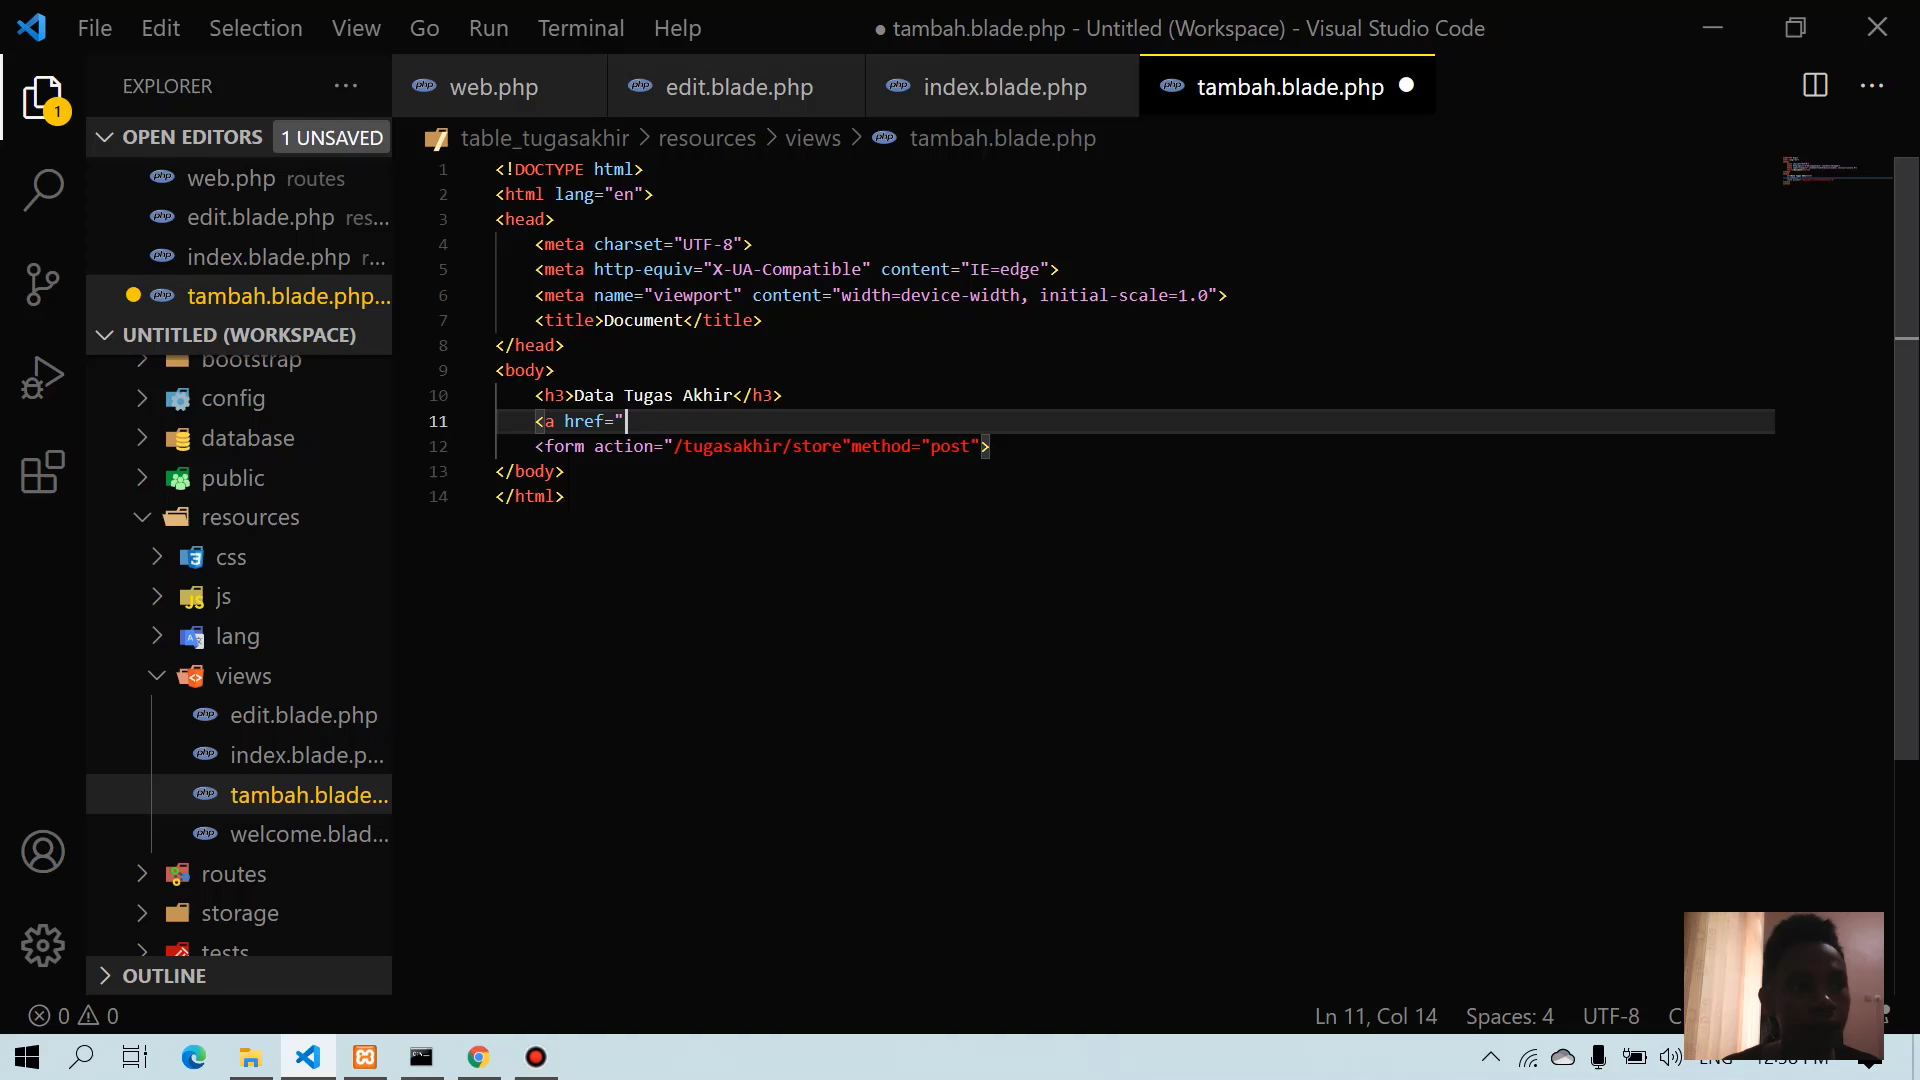 File Edit Selection View Go Run Terminal Help
● tambah.blade.php - Untitled (Workspace) - Visual Studio Code
EXPLORER
web.php
edit.blade.php
index.blade.php
tambah.blade.php
1
OPEN EDITORS
1 UNSAVED
web.php routes
edit.blade.php res...
index.blade.php r...
tambah.blade.php...
UNTITLED (WORKSPACE)
bootstrap
config
database
public
resources
css
js
lang
views
edit.blade.php
index.blade.p...
tambah.blade...
welcome.blad...
routes
storage
tests
OUTLINE
table_tugasakhir > resources > views > tambah.blade.php
1 <!DOCTYPE html>
2 <html lang="en">
3 <head>
4 <meta charset="UTF-8">
5 <meta http-equiv="X-UA-Compatible" content="IE=edge">
6 <meta name="viewport" content="width=device-width, initial-scale=1.0">
7 <title>Document</title>
8 </head>
9 <body>
10 <h3>Data Tugas Akhir</h3>
11 <a href="
12 <form action="/tugasakhir/store"method="post">
13 </body>
14 </html>
0 0
Ln 11, Col 14 Spaces: 4 UTF-8 C